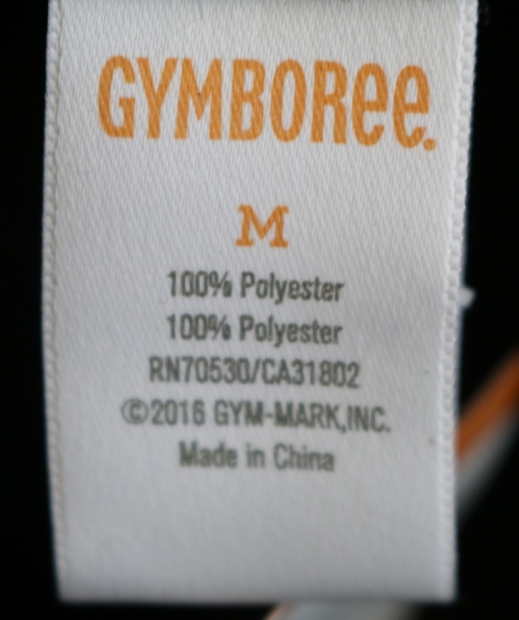 GYMBOREE.
M
100% Polyester
100% Polyester
RN70530/CA31802
©2016 GYM-MARK,INC.
Made in China